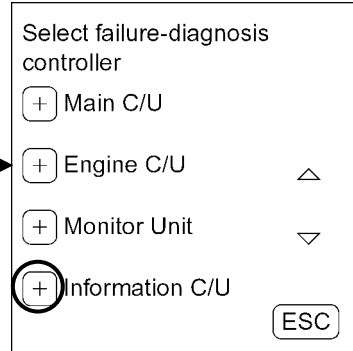 Select failure-diagnosis
controller
+ Main C/U
+ Engine C/U
+ Monitor Unit
+ Information C/U
ESC